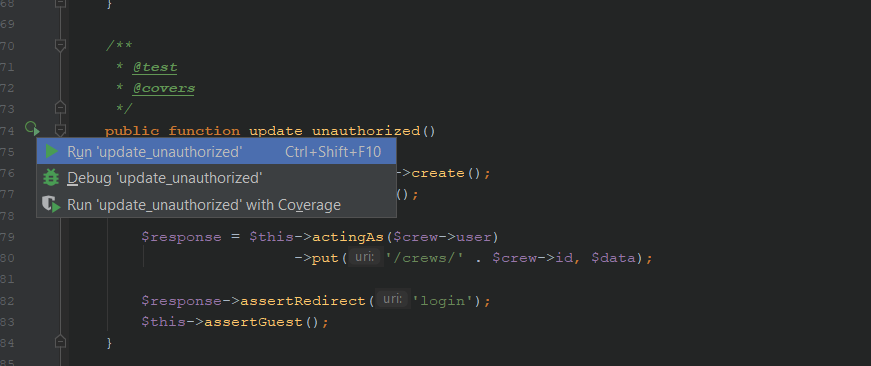 68 }
69
70 /**
71 * @test
72 * @covers
73 */
74 public function update_unauthorized()
75 Run 'update_unauthorized' Ctrl+Shift+F10
76 ->create();
Debug 'update_unauthorized'
77 ();
78 Run 'update_unauthorized' with Coverage
79 $response = $this->actingAs($crew->user)
80 ->put( uri: '/crews/' . $crew->id, $data);
81
82 $response->assertRedirect( uri: 'login');
83 $this->assertGuest();
84 }
85